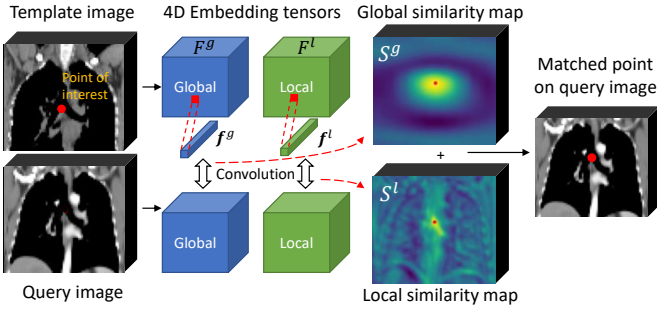 Template image
4D Embedding tensors
Global similarity map
Point of
interest
F^g
Global
F^l
Local
S^g
Matched point
on query image
f^g
f^l
Convolution
+
Global
Local
S^l
Query image
Local similarity map